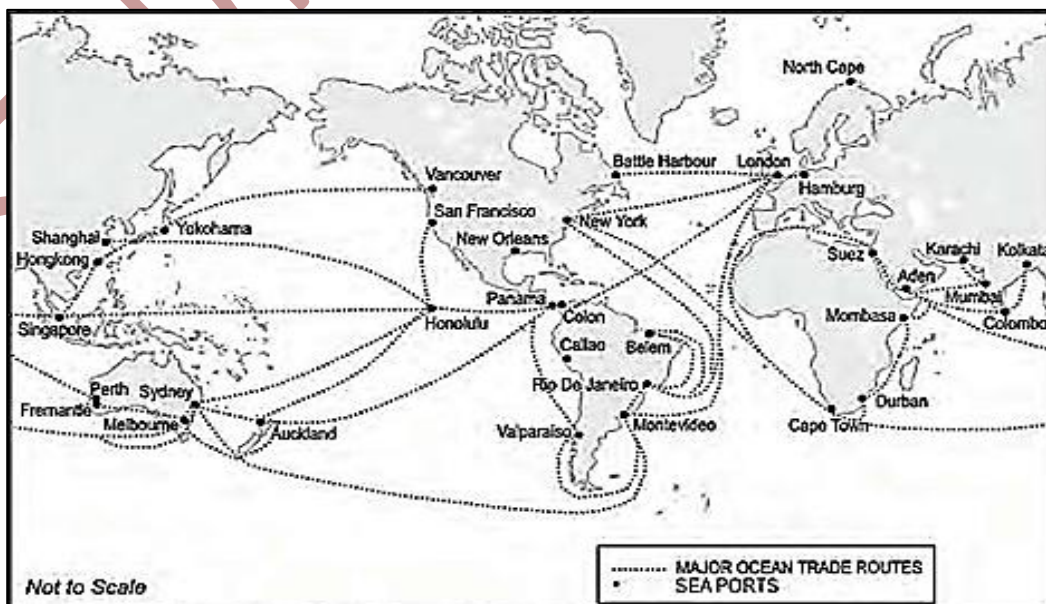 North Cape
Battle Harbour
London
Hamburg
Vancouver
San Francisco
New York
New Orleans
Yokohama
Shanghai
Hongkong
Suez
Karachi
Kolkata
Aden
Mumbai
Colombo
Singapore
Honolulu
Panama
Colon
Mombasa
Callao
Belem
Rio De Janeiro
Perth
Sydney
Fremantle
Melbourne
Auckland
Valparaiso
Montevideo
Cape Town
Durban
Not to Scale
MAJOR OCEAN TRADE ROUTES
SEA PORTS